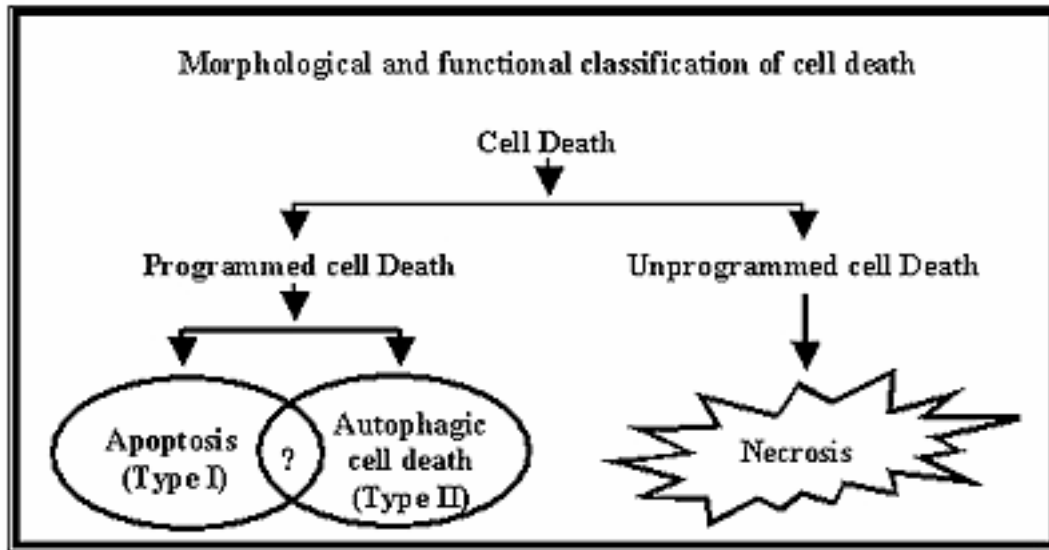 Morphological and functional classification of cell death
Cell Death
Programmed cell Death
Unprogrammed cell Death
Apoptosis
(Type I)
?
Autophagic
cell death
(Type II)
Necrosis